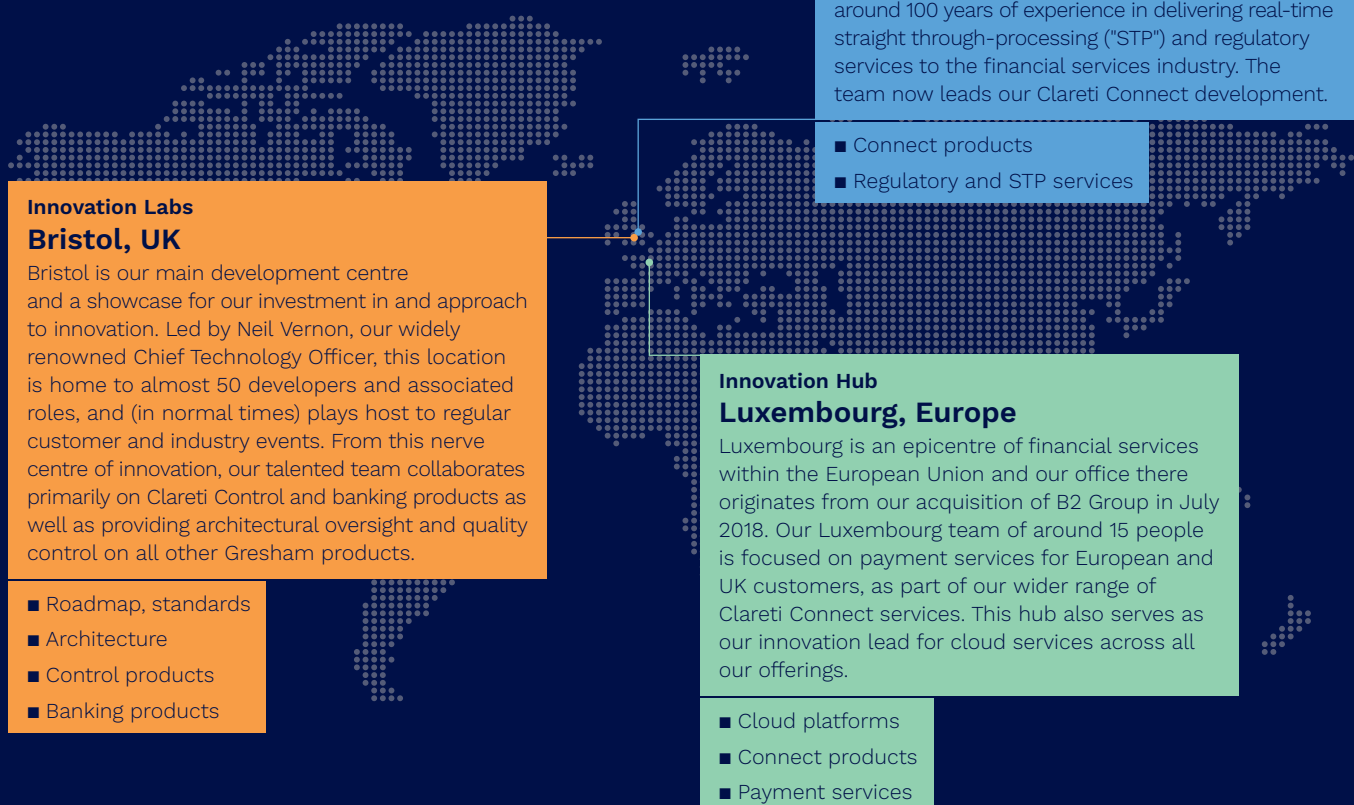 around 100 years of experience in delivering real-time
straight through-processing ("STP") and regulatory
services to the financial services industry. The
team now leads our Clareti Connect development.
■ Connect products
■ Regulatory and STP services
Innovation Labs
Bristol, UK
Bristol is our main development centre
and a showcase for our investment in and approach
to innovation. Led by Neil Vernon, our widely
renowned Chief Technology Officer, this location
is home to almost 50 developers and associated
roles, and (in normal times) plays host to regular
customer and industry events. From this nerve
centre of innovation, our talented team collaborates
primarily on Clareti Control and banking products as
well as providing architectural oversight and quality
control on all other Gresham products.
■ Roadmap, standards
■ Architecture
■ Control products
■ Banking products
Innovation Hub
Luxembourg, Europe
Luxembourg is an epicentre of financial services
within the European Union and our office there
originates from our acquisition of B2 Group in July
2018. Our Luxembourg team of around 15 people
is focused on payment services for European and
UK customers, as part of our wider range of
Clareti Connect services. This hub also serves as
our innovation lead for cloud services across all
our offerings.
■ Cloud platforms
■ Connect products
■ Payment services